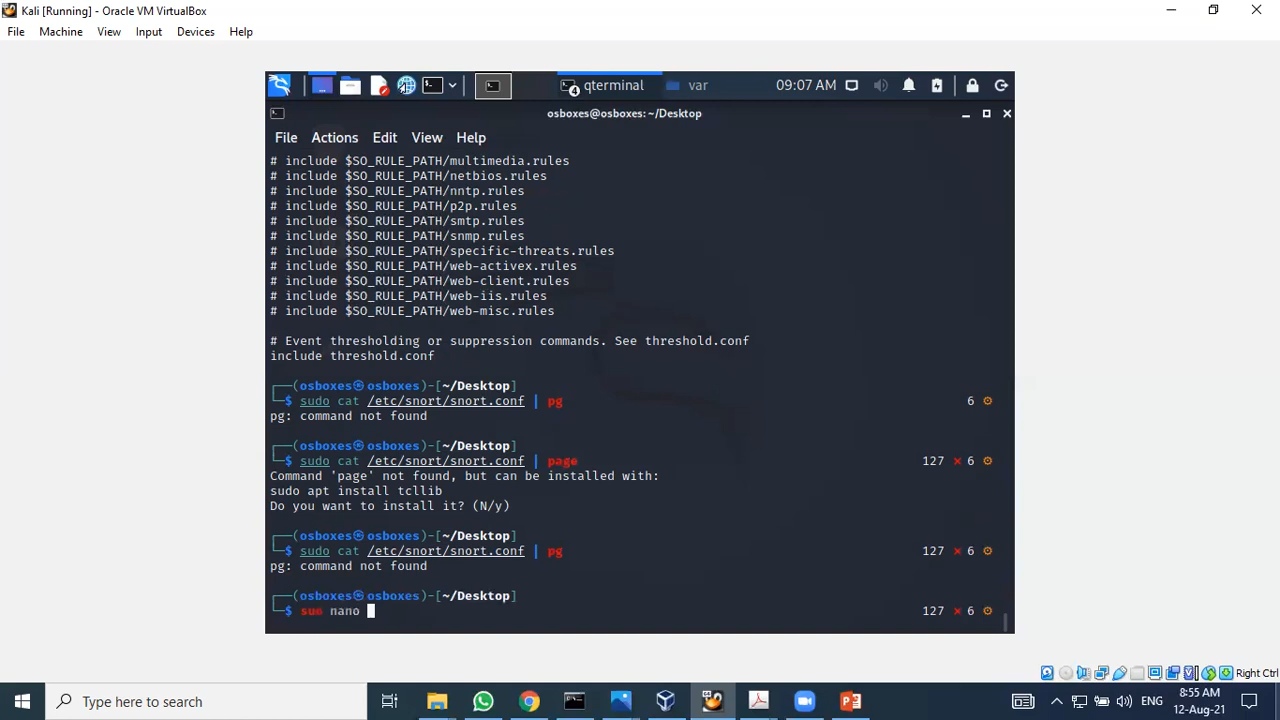 Kali [Running] - Oracle VM VirtualBox
File Machine View Input Devices Help
qterminal
4
var
09:07 AM
osboxes@osboxes: ~/Desktop
File Actions Edit View Help
# include $SO_RULE_PATH/multimedia.rules
# include $SO_RULE_PATH/netbios.rules
# include $SO_RULE_PATH/nntp.rules
# include $SO_RULE_PATH/p2p.rules
# include $SO_RULE_PATH/smtp.rules
# include $SO_RULE_PATH/snmp.rules
# include $SO_RULE_PATH/specific-threats.rules
# include $SO_RULE_PATH/web-activex.rules
# include $SO_RULE_PATH/web-client.rules
# include $SO_RULE_PATH/web-iis.rules
# include $SO_RULE_PATH/web-misc.rules
# Event thresholding or suppression commands. See threshold.conf
include threshold.conf
┌──(osboxes㉿osboxes)-[~/Desktop]
└─$ sudo cat /etc/snort/snort.conf | pg 6 ⚙
pg: command not found
┌──(osboxes㉿osboxes)-[~/Desktop]
└─$ sudo cat /etc/snort/snort.conf | page 127 ⨯ 6 ⚙
Command 'page' not found, but can be installed with:
sudo apt install tcllib
Do you want to install it? (N/y)
┌──(osboxes㉿osboxes)-[~/Desktop]
└─$ sudo cat /etc/snort/snort.conf | pg 127 ⨯ 6 ⚙
pg: command not found
┌──(osboxes㉿osboxes)-[~/Desktop]
└─$ suo nano 127 ⨯ 6 ⚙
Right Ctrl
Type here to search
ENG
8:55 AM
12-Aug-21